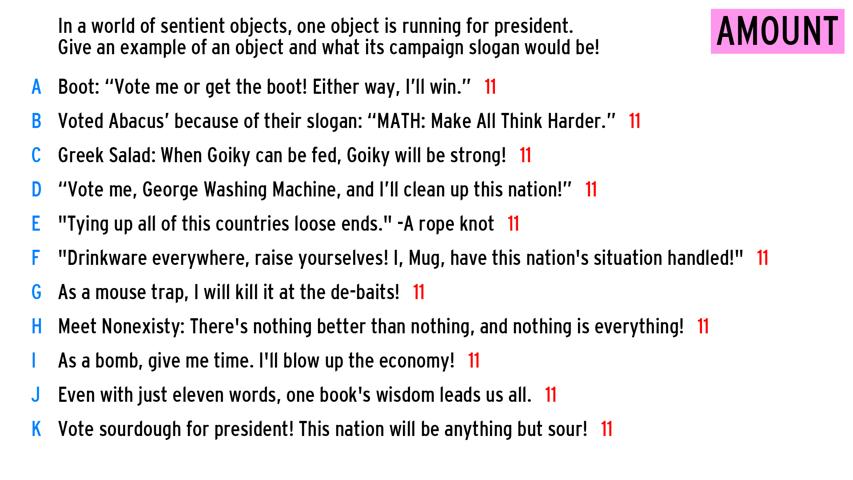 In a world of sentient objects, one object is running for president.
Give an example of an object and what its campaign slogan would be!
AMOUNT
A Boot: “Vote me or get the boot! Either way, I’ll win.” 11
B Voted Abacus’ because of their slogan: “MATH: Make All Think Harder.” 11
C Greek Salad: When Goiky can be fed, Goiky will be strong! 11
D “Vote me, George Washing Machine, and I’ll clean up this nation!” 11
E "Tying up all of this countries loose ends." -A rope knot 11
F "Drinkware everywhere, raise yourselves! I, Mug, have this nation's situation handled!" 11
G As a mouse trap, I will kill it at the de-baits! 11
H Meet Nonexisty: There's nothing better than nothing, and nothing is everything! 11
I As a bomb, give me time. I'll blow up the economy! 11
J Even with just eleven words, one book's wisdom leads us all. 11
K Vote sourdough for president! This nation will be anything but sour! 11